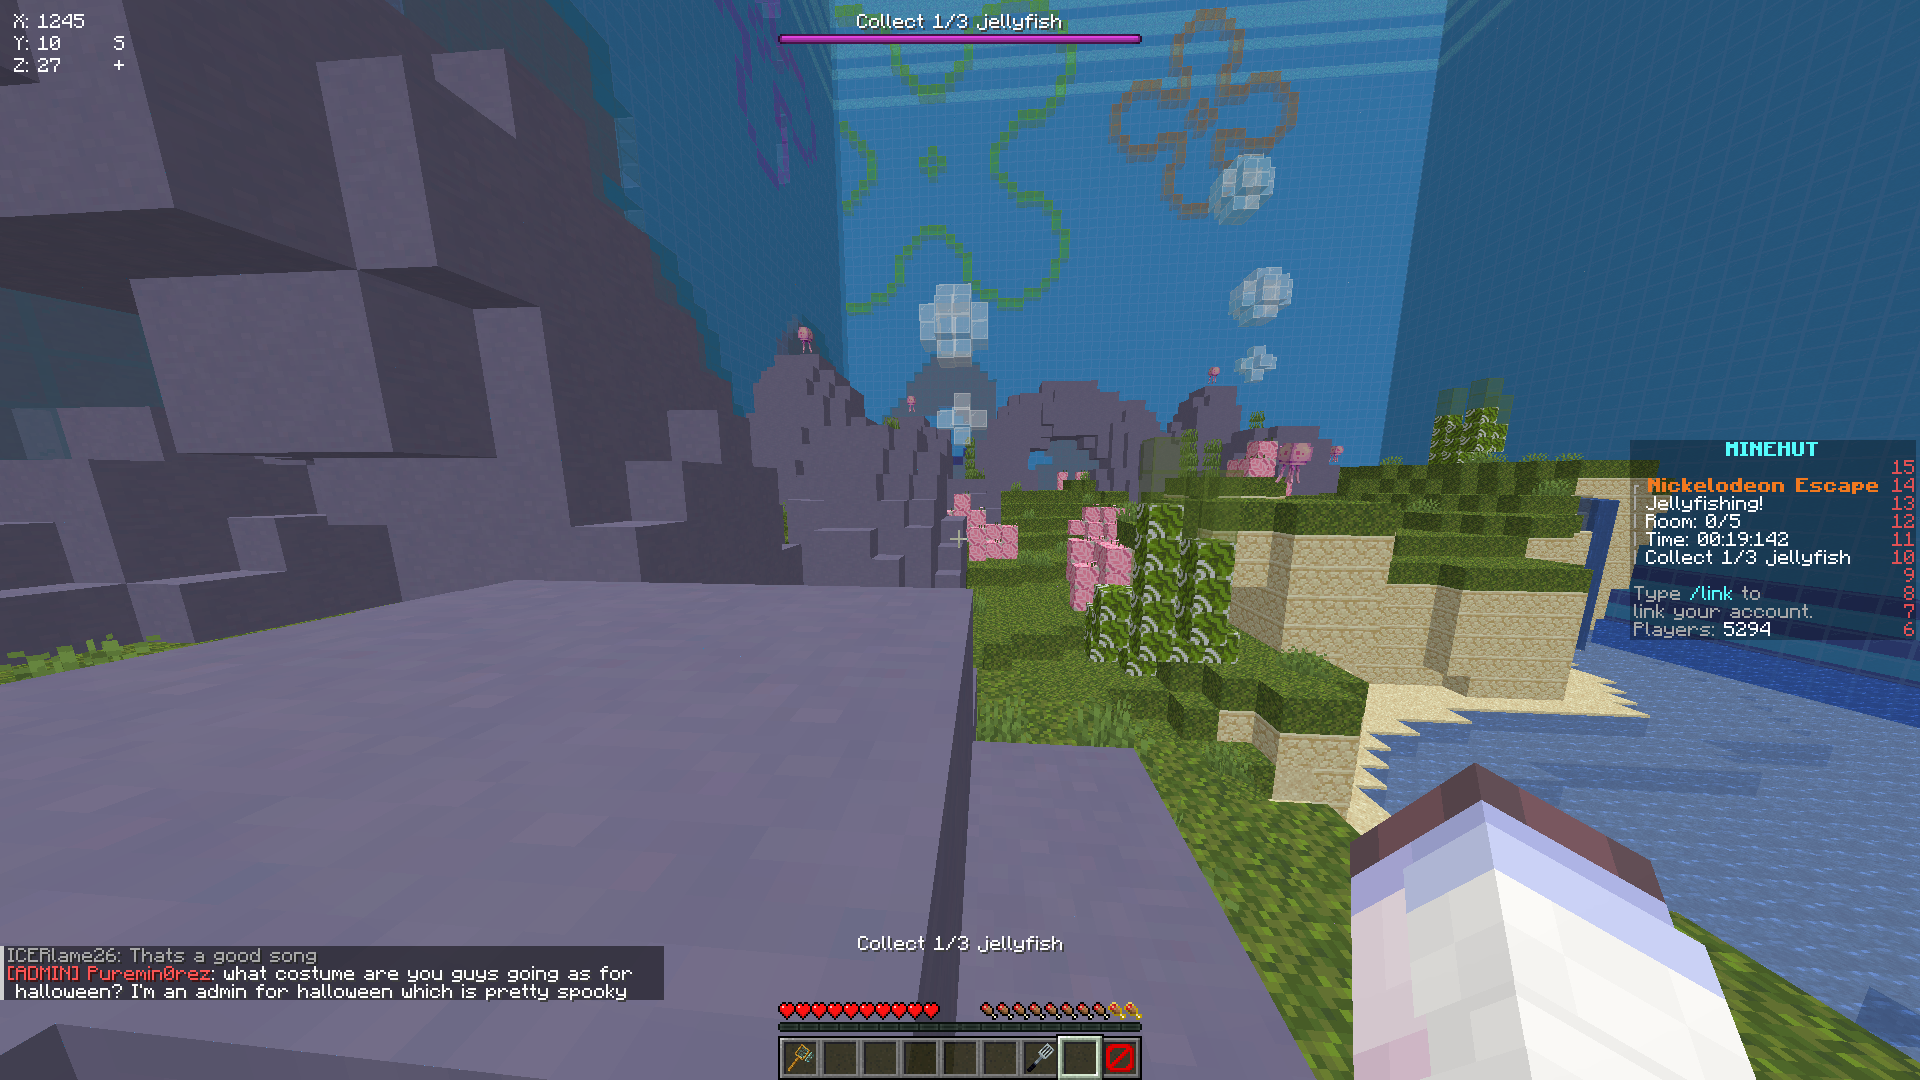 X: 1245
Y: 10 S
Z: 27 +
Collect 1/3 jellyfish
MINEHUT
15
Nickelodeon Escape 14
Jellyfishing! 13
Room: 0/5 12
Time: 00:19:142 11
Collect 1/3 jellyfish 10
9
Type /link to 8
link your account. 7
Players: 5294 6
Collect 1/3 jellyfish
ICERlame26: Thats a good song
[ADMIN] Puremin0rez: what costume are you guys going as for
halloween? I'm an admin for halloween which is pretty spooky